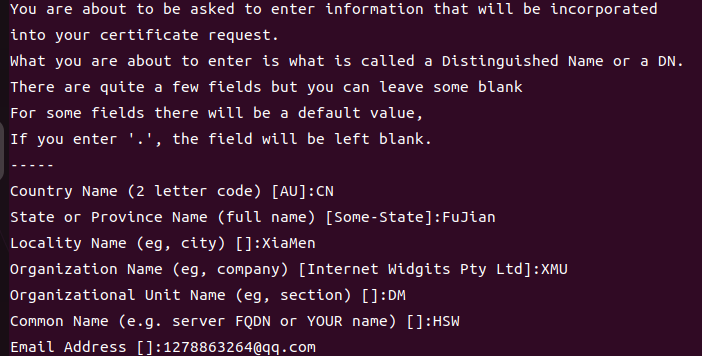 You are about to be asked to enter information that will be incorporated
into your certificate request.
What you are about to enter is what is called a Distinguished Name or a DN.
There are quite a few fields but you can leave some blank
For some fields there will be a default value,
If you enter '.', the field will be left blank.
-----
Country Name (2 letter code) [AU]:CN
State or Province Name (full name) [Some-State]:FuJian
Locality Name (eg, city) []:XiaMen
Organization Name (eg, company) [Internet Widgits Pty Ltd]:XMU
Organizational Unit Name (eg, section) []:DM
Common Name (e.g. server FQDN or YOUR name) []:HSW
Email Address []:1278863264@qq.com